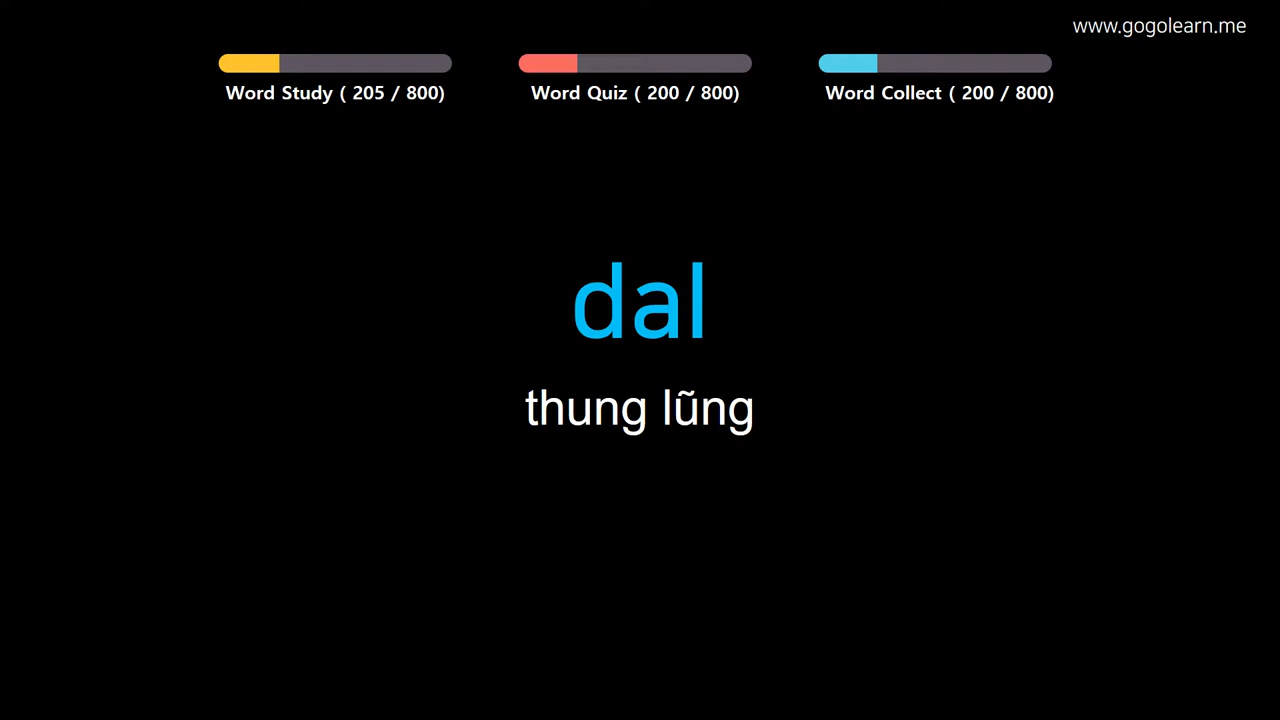 www.gogolearn.me
Word Study ( 205 / 800)
Word Quiz ( 200 / 800)
Word Collect ( 200 / 800)
dal
thung lũng